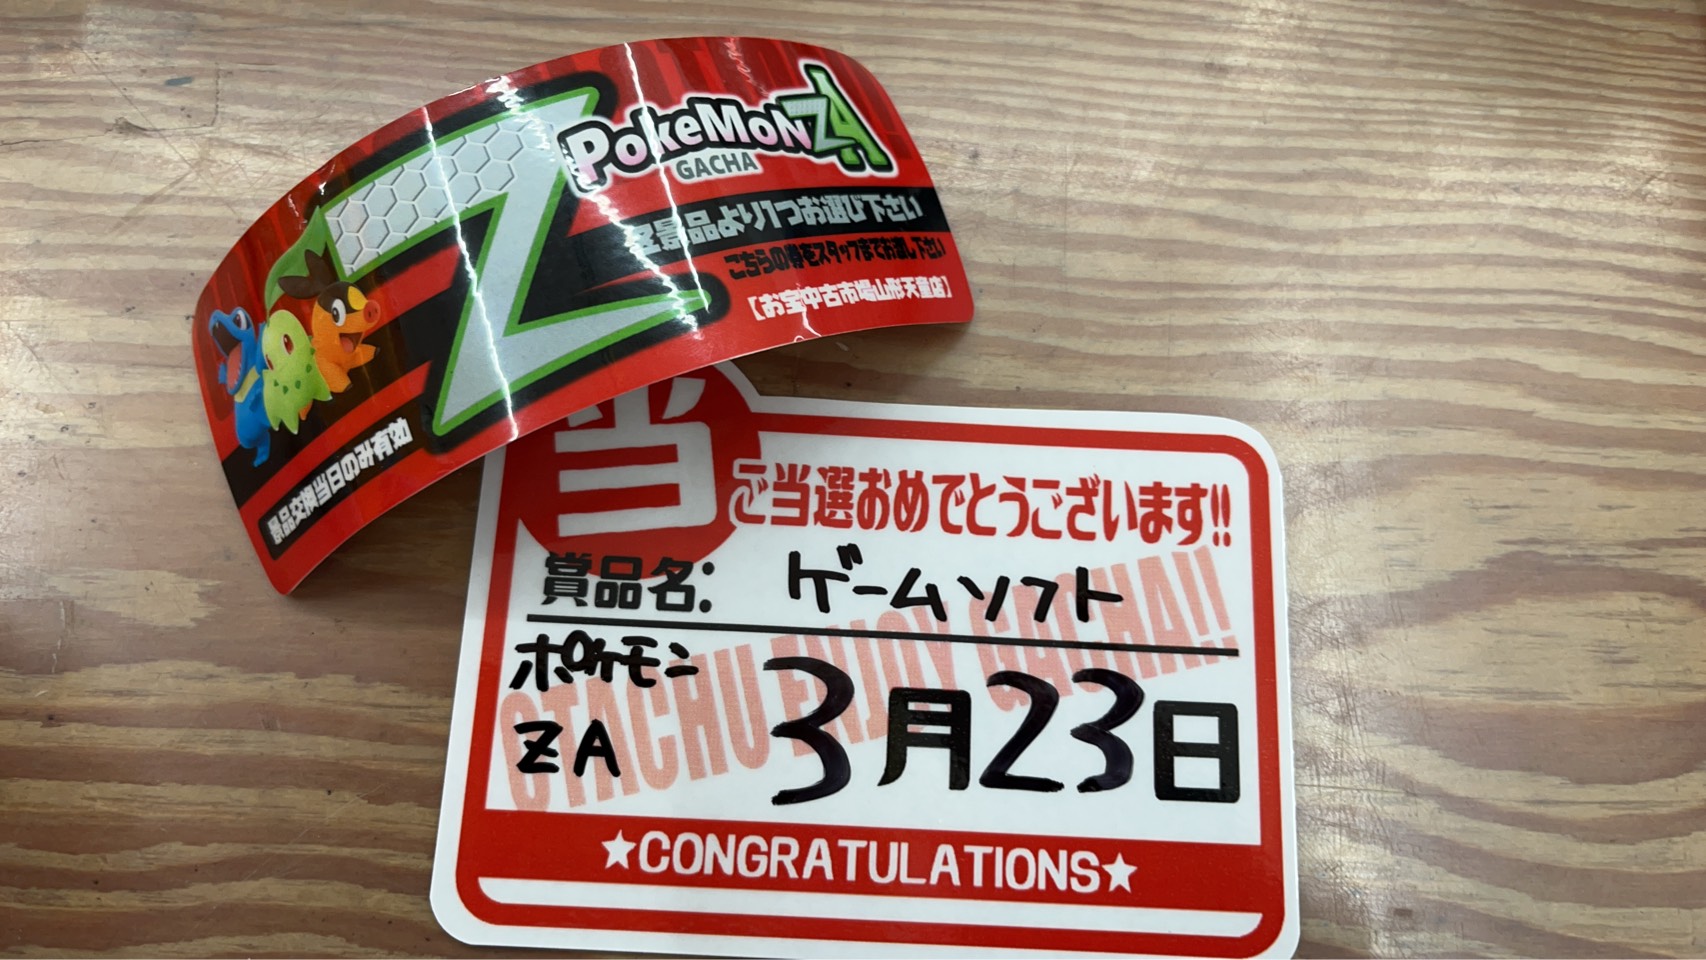 PokeMoN ZA
GACHA
Z景品より1つお選び下さい
こちらの券をスタッフまでお渡し下さい
【お宝中古市場山形天童店】
景品交換当日のみ有効
当
ご当選おめでとうございます!!
賞品名: ゲームソフト
ポケモン
ZA
3月23日
OTACHU ENJOY GACHA!!
★CONGRATULATIONS★